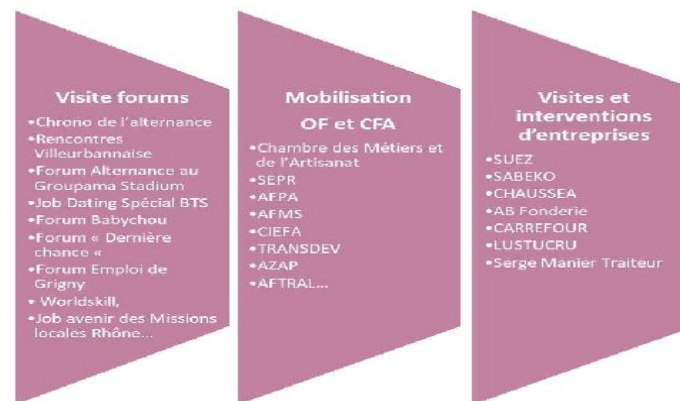 Visite forums
•Chrono de l'alternance
•Rencontres
Villeurbannaise
•Forum Alternance au
Groupama Stadium
•Job Dating Spécial BTS
•Forum Babychou
•Forum « Dernière
chance «
•Forum Emploi de
Grigny
• Worldskill,
•Job avenir des Missions
locales Rhône...
Mobilisation
OF et CFA
•Chambre des Métiers et
de l'Artisanat
•SEPR
•AFPA
•AFMS
•CIEFA
•TRANSDEV
•AZAP
•AFTRAL...
Visites et
interventions
d'entreprises
•SUEZ
•SABEKO
•CHAUSSEA
•AB Fonderie
•CARREFOUR
•LUSTUCRU
•Serge Manier Traiteur